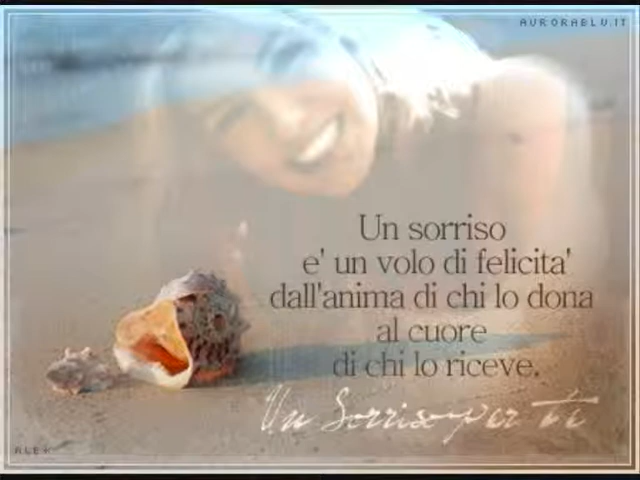 AURORABLU.IT
Un sorriso
e' un volo di felicita'
dall'anima di chi lo dona
al cuore
di chi lo riceve.
Un Sorriso per te
ALE*